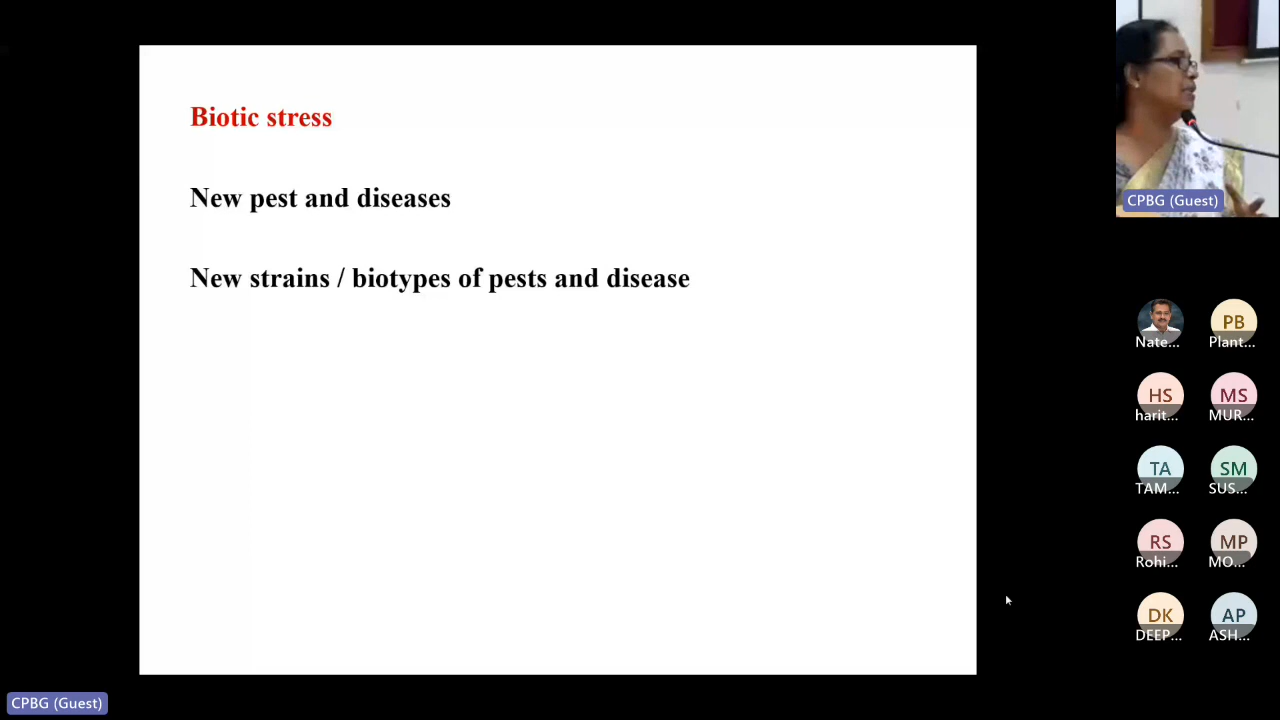 Biotic stress
New pest and diseases
New strains / biotypes of pests and disease
CPBG (Guest)
PB
Nate...
Plant...
HS
MS
harit...
MUR...
TA
SM
TAM...
SUS...
RS
MP
Rohi...
MO...
DK
AP
DEEP...
ASH...
CPBG (Guest)